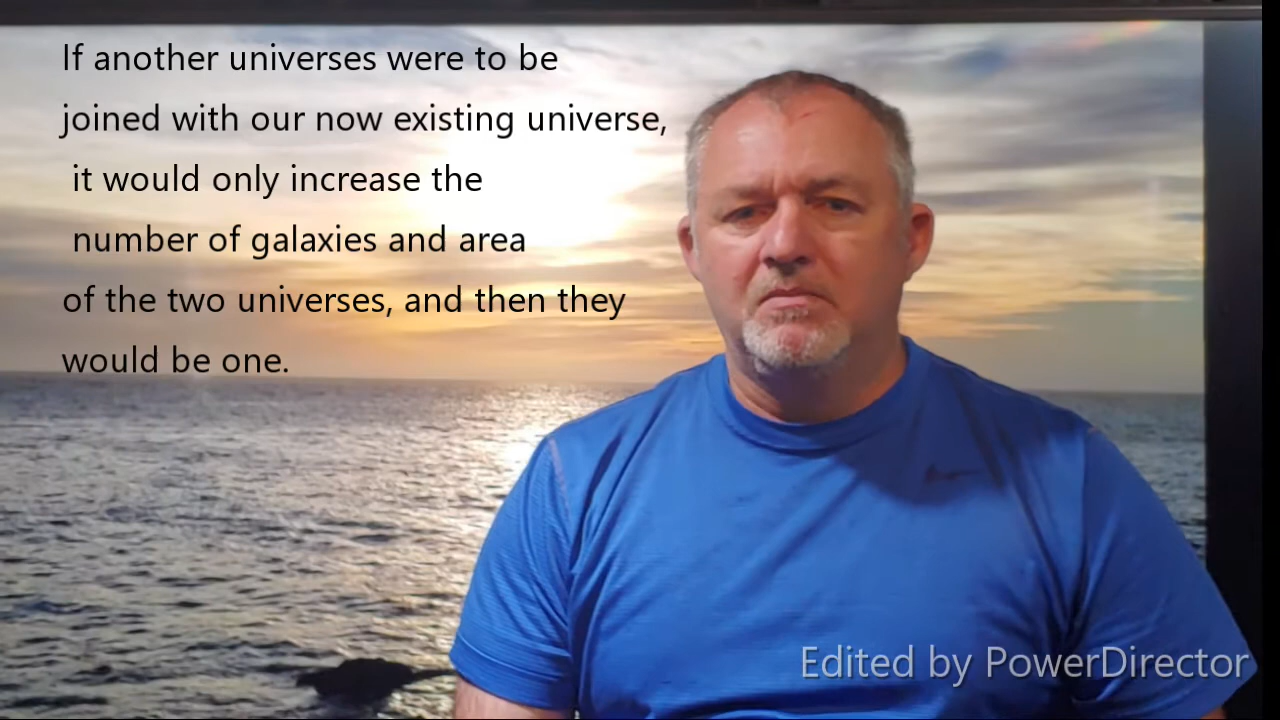 If another universes were to be
joined with our now existing universe,
it would only increase the
number of galaxies and area
of the two universes, and then they
would be one.
Edited by PowerDirector